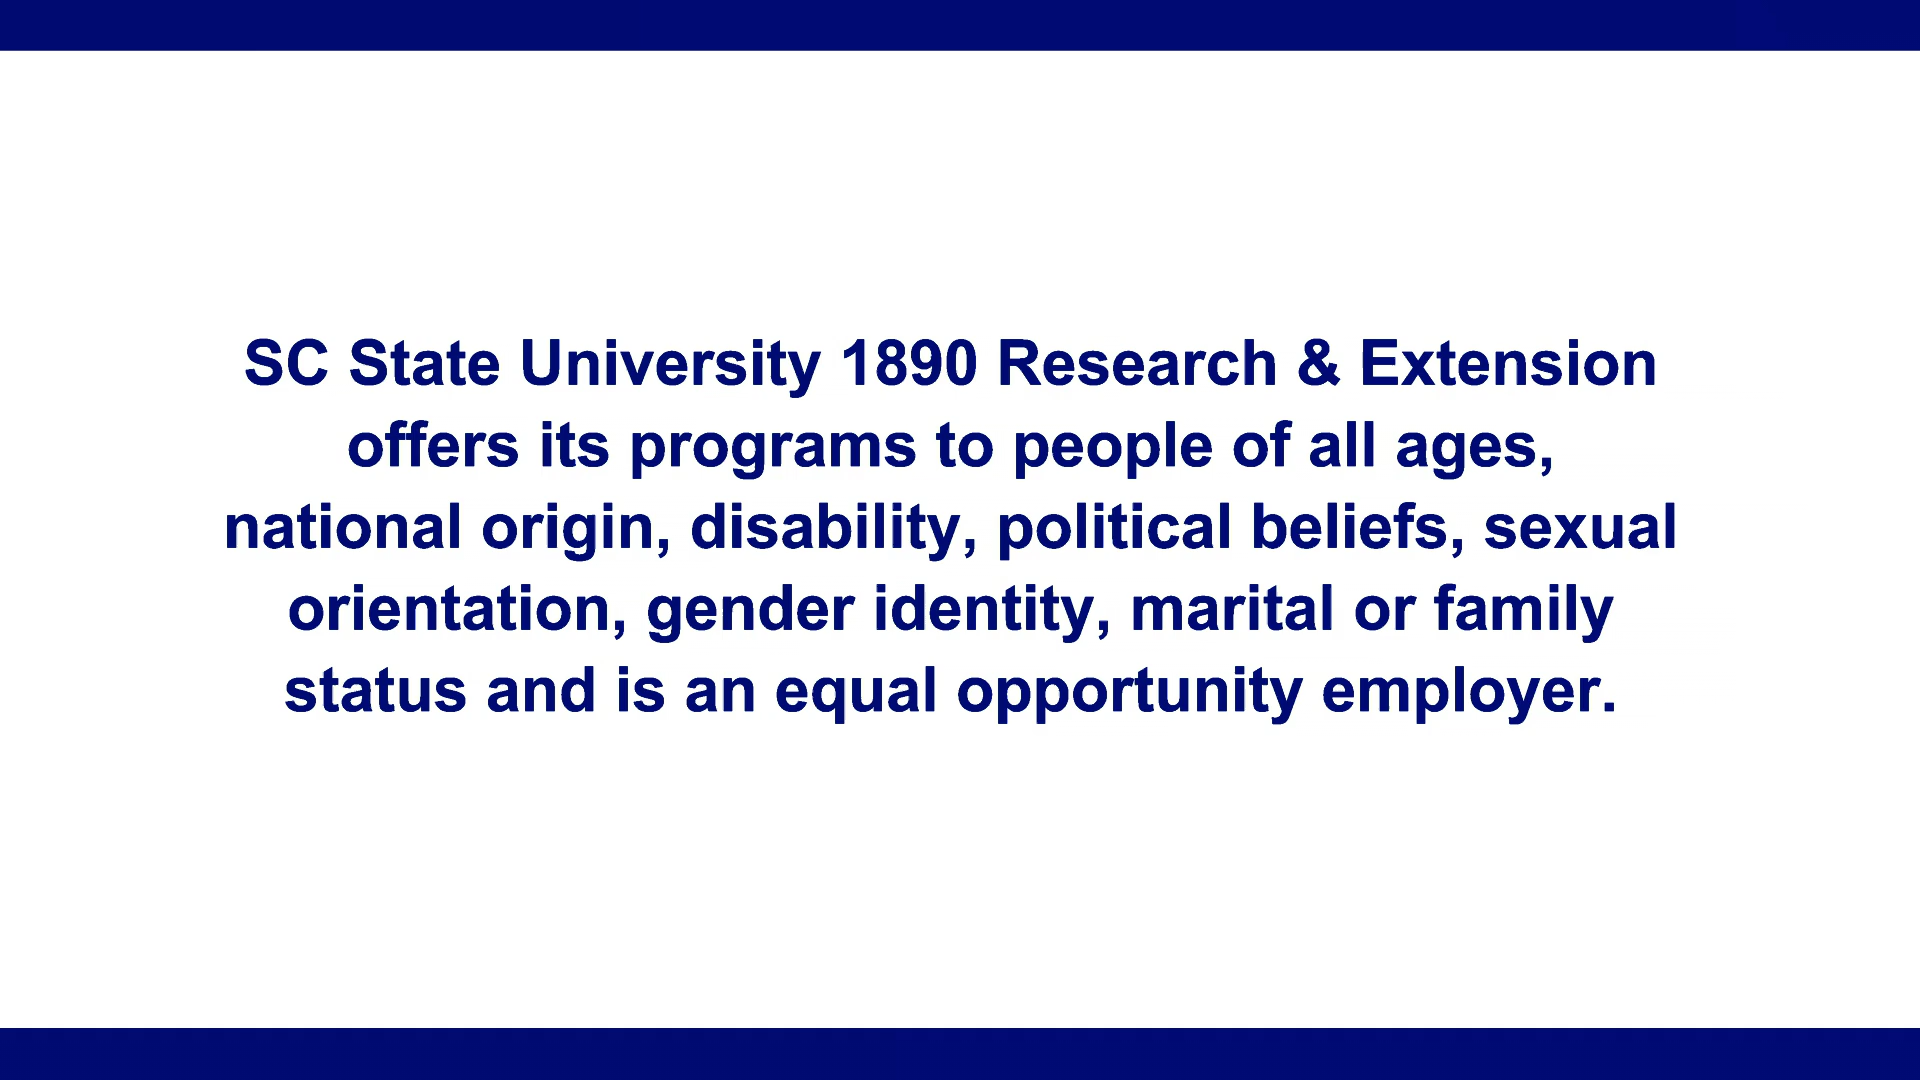 SC State University 1890 Research & Extension
offers its programs to people of all ages,
national origin, disability, political beliefs, sexual
orientation, gender identity, marital or family
status and is an equal opportunity employer.